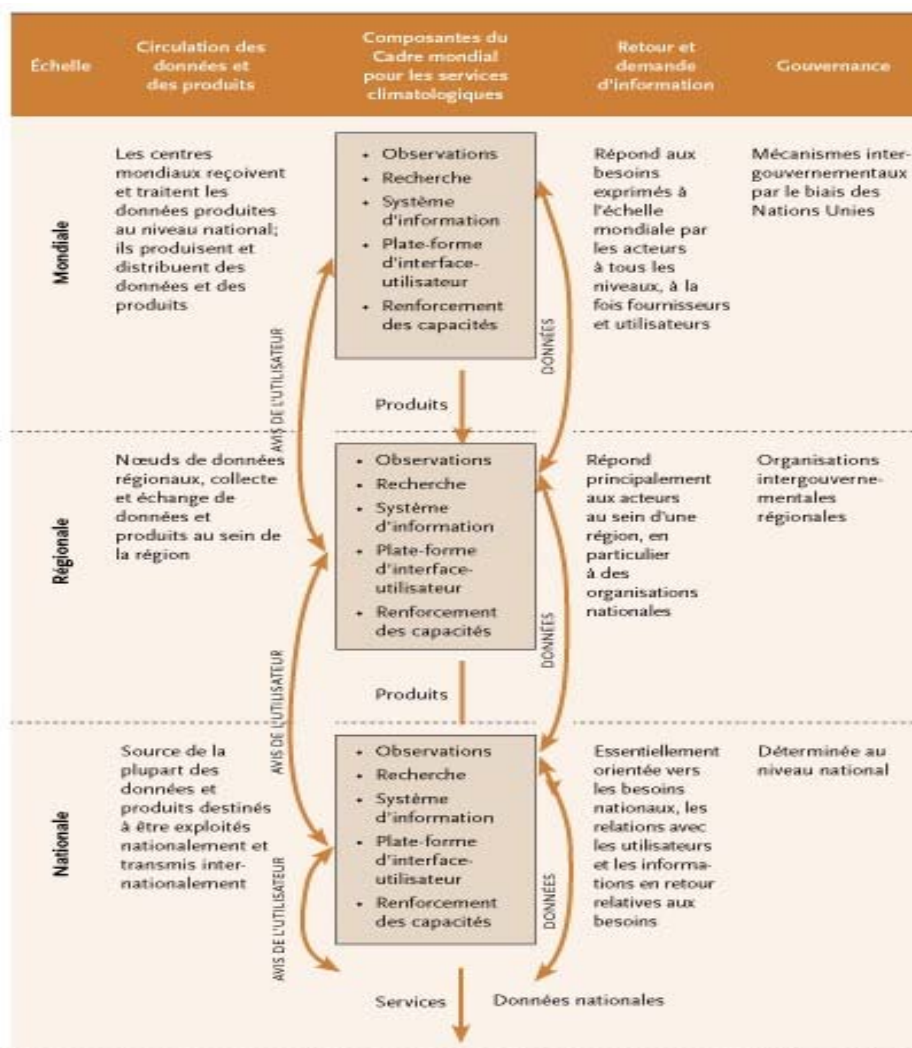 Échelle
Circulation des
données et
des produits
Composantes du
Cadre mondial
pour les services
climatologiques
Retour et
demande
d'information
Gouvernance
Mondiale
Les centres
mondiaux reçoivent
et traitent les
données produites
au niveau national;
ils produisent et
distribuent des
données et des
produits
AVIS DE L'UTILISATEUR
• Observations
• Recherche
• Système
d'information
• Plate-forme
d'interface-
utilisateur
• Renforcement
des capacités
DONNÉES
Répond aux
besoins
exprimés à
l'échelle
mondiale par
les acteurs
à tous les
niveaux, à la
fois fournisseurs
et utilisateurs
Mécanismes inter-
gouvernementaux
par le biais des
Nations Unies
Produits
Régionale
Nœuds de données
régionaux, collecte
et échange de
données et
produits au sein de
la région
AVIS DE L'UTILISATEUR
• Observations
• Recherche
• Système
d'information
• Plate-forme
d'interface-
utilisateur
• Renforcement
des capacités
DONNÉES
Répond
principalement
aux acteurs
au sein d'une
région, en
particulier
à des
organisations
nationales
Organisations
intergouverne-
mentales
régionales
Produits
Nationale
Source de la
plupart des
données et
produits destinés
à être exploités
nationalement et
transmis inter-
nationalement
AVIS DE L'UTILISATEUR
• Observations
• Recherche
• Système
d'information
• Plate-forme
d'interface-
utilisateur
• Renforcement
des capacités
DONNÉES
Essentiellement
orientée vers
les besoins
nationaux, les
relations avec
les utilisateurs
et les informa-
tions en retour
relatives aux
besoins
Déterminée au
niveau national
Services
Données nationales